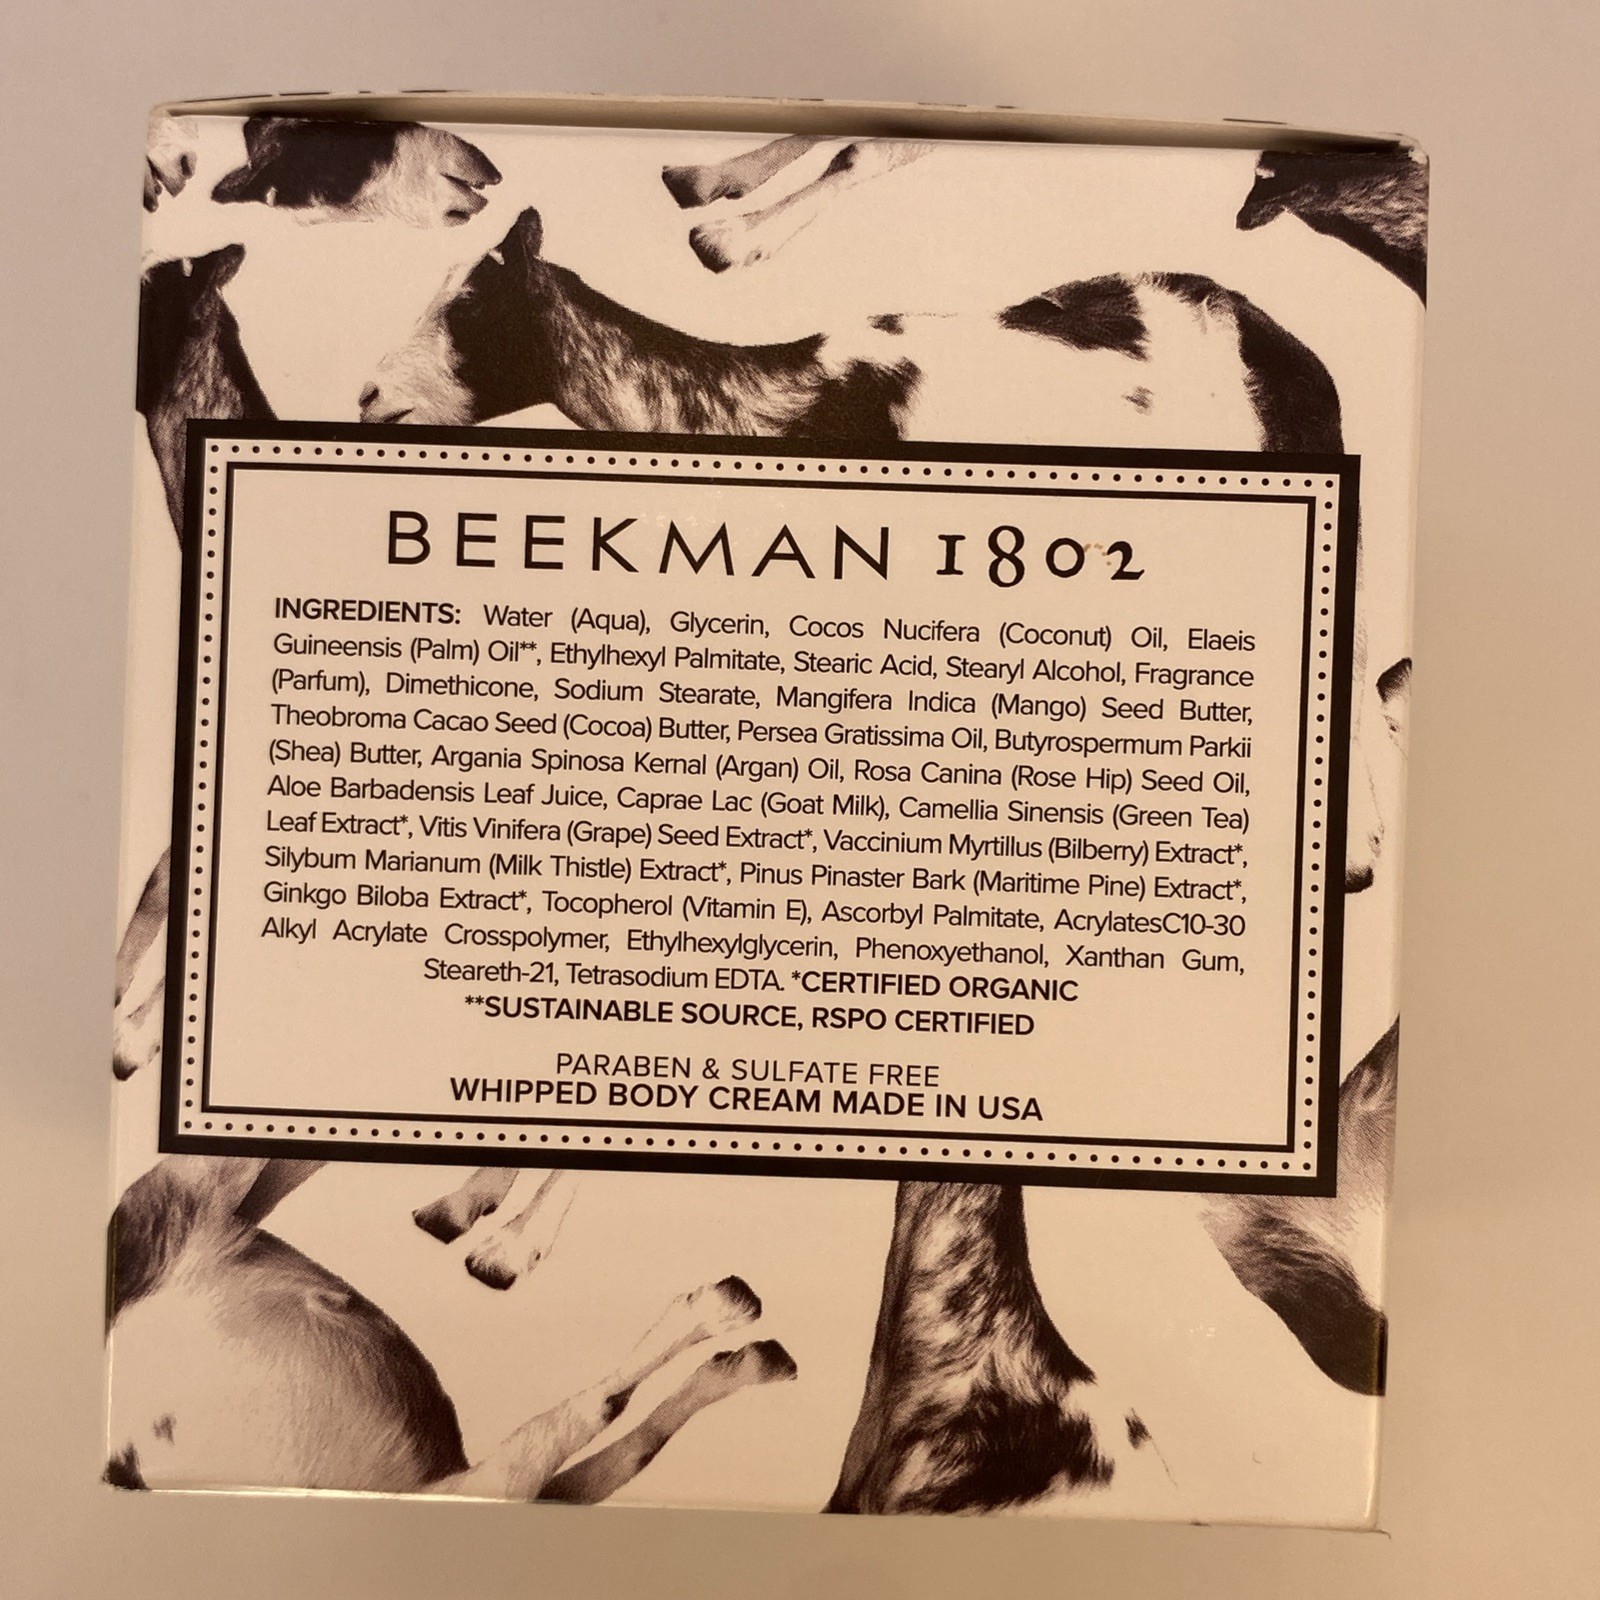 BEEKMAN 1802
INGREDIENTS: Water (Aqua), Glycerin, Cocos Nucifera (Coconut) Oil, Elaeis
Guineensis (Palm) Oil**, Ethylhexyl Palmitate, Stearic Acid, Stearyl Alcohol, Fragrance
(Parfum), Dimethicone, Sodium Stearate, Mangifera Indica (Mango) Seed Butter,
Theobroma Cacao Seed (Cocoa) Butter, Persea Gratissima Oil, Butyrospermum Parkii
(Shea) Butter, Argania Spinosa Kernal (Argan) Oil, Rosa Canina (Rose Hip) Seed Oil,
Aloe Barbadensis Leaf Juice, Caprae Lac (Goat Milk), Camellia Sinensis (Green Tea)
Leaf Extract*, Vitis Vinifera (Grape) Seed Extract*, Vaccinium Myrtillus (Bilberry) Extract*,
Silybum Marianum (Milk Thistle) Extract*, Pinus Pinaster Bark (Maritime Pine) Extract*,
Ginkgo Biloba Extract*, Tocopherol (Vitamin E), Ascorbyl Palmitate, AcrylatesC10-30
Alkyl Acrylate Crosspolymer, Ethylhexylglycerin, Phenoxyethanol, Xanthan Gum,
Steareth-21, Tetrasodium EDTA. *CERTIFIED ORGANIC
**SUSTAINABLE SOURCE, RSPO CERTIFIED
PARABEN & SULFATE FREE
WHIPPED BODY CREAM MADE IN USA